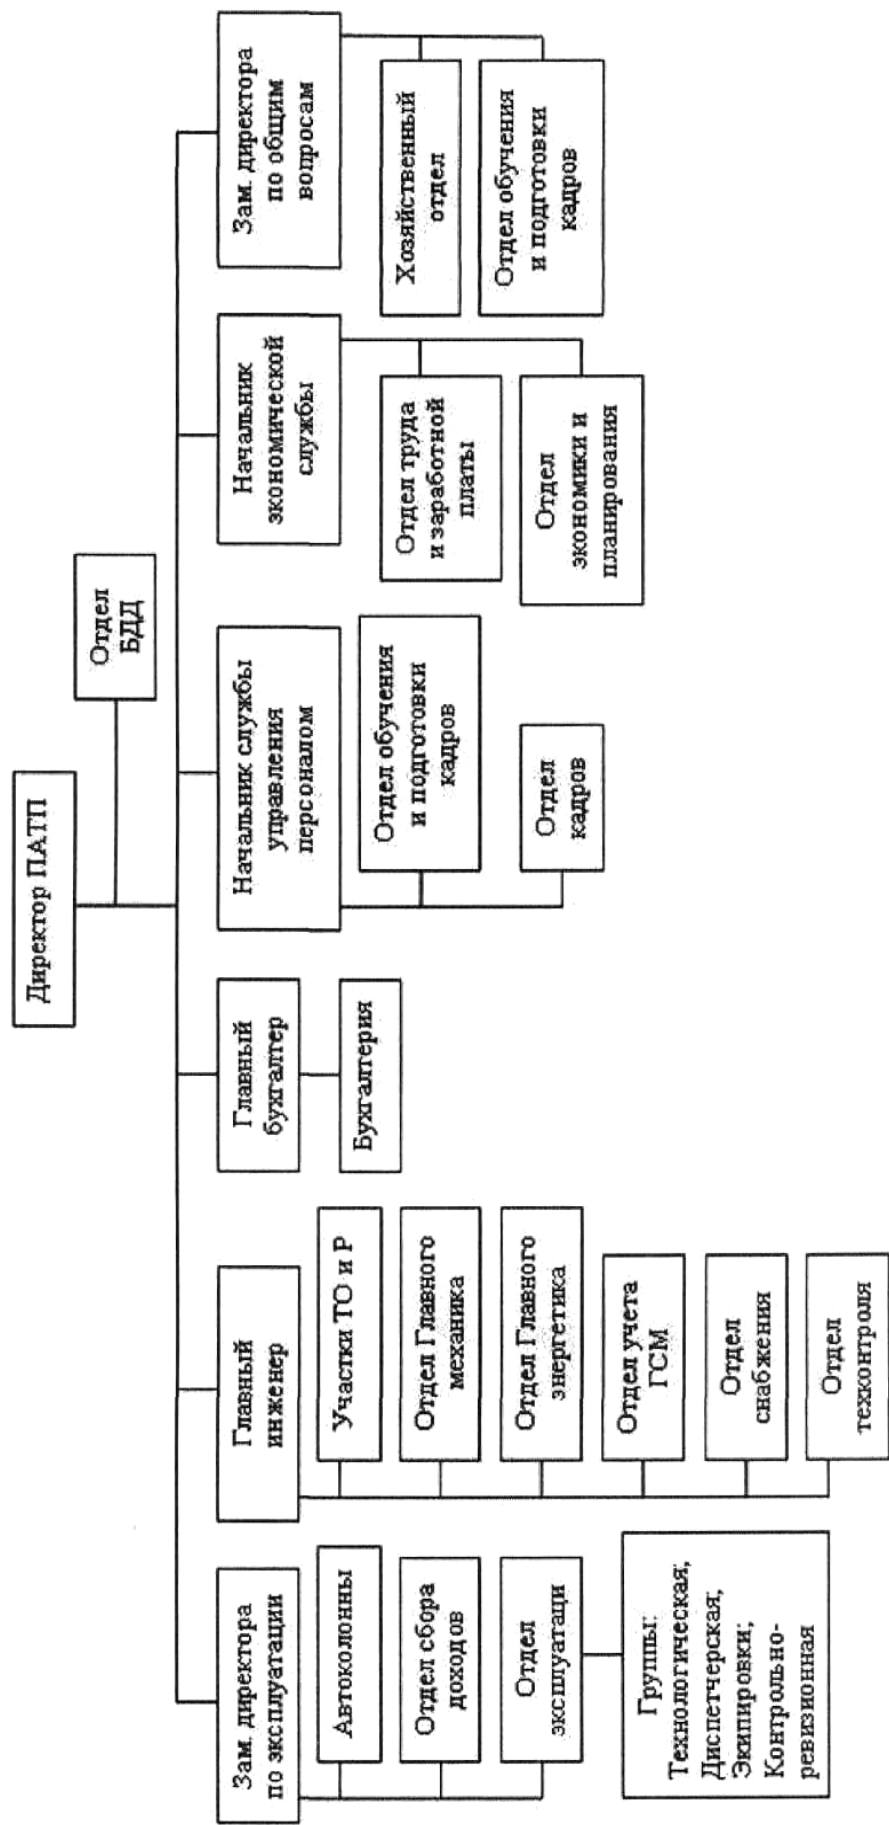 Директор ПАТП
Отдел
БДД
Зам. директора
по эксплуатации
Автоколонны
Отдел сбора
доходов
Отдел
эксплуатаци
Группы:
Технологическая;
Диспетчерская;
Экипировки;
Контрольно-
ревизионная
Главный
инженер
Участки ТО и Р
Отдел Главного
механика
Отдел Главного
энергетика
Отдел учета
ГСМ
Отдел
снабжения
Отдел
техконтроля
Главный
бухгалтер
Бухгалтерия
Начальник службы
управления
персоналом
Отдел обучения
и подготовки
кадров
Отдел
кадров
Начальник
экономической
службы
Отдел труда
и заработной
платы
Отдел
экономики и
планирования
Зам. директора
по общим
вопросам
Хозяйственный
отдел
Отдел обучения
и подготовки
кадров